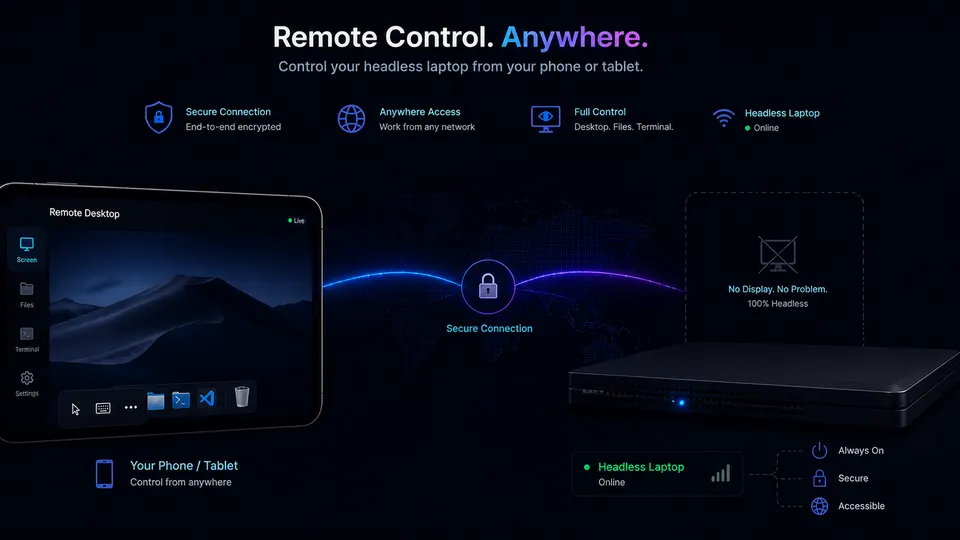 Remote Control. Anywhere.
Control your headless laptop from your phone or tablet.
Secure Connection
End-to-end encrypted
Anywhere Access
Work from any network
Full Control
Desktop. Files. Terminal.
Headless Laptop
Online
Remote Desktop
Live
Screen
Files
Terminal
Settings
Secure Connection
No Display. No Problem.
100% Headless
Your Phone / Tablet
Control from anywhere
Headless Laptop
Online
Always On
Secure
Accessible